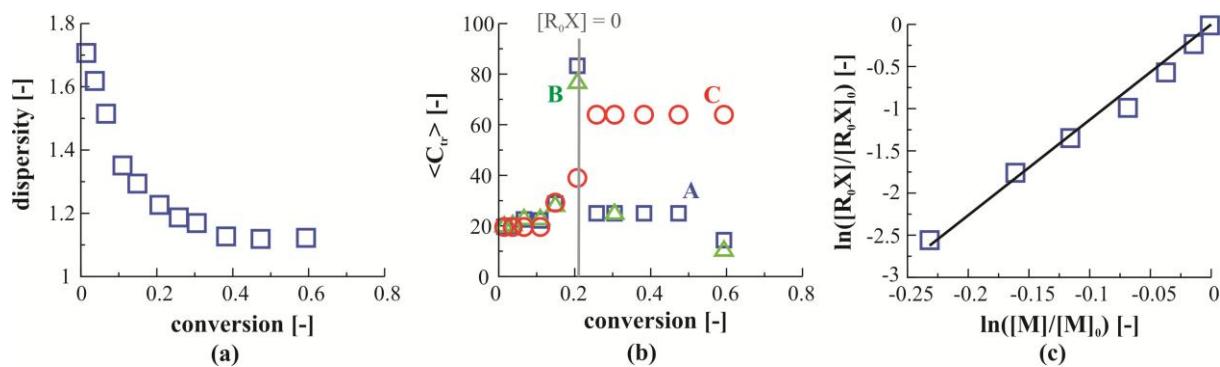 1.8
1.6
1.4
1.2
1
dispersity [-]
0
0.2
0.4
0.6
0.8
conversion [-]
(a)
[R₀X] = 0
100
80
60
40
20
0
<Cₜᵣ> [-]
B
C
A
0
0.2
0.4
0.6
0.8
conversion [-]
(b)
0
-0.5
-1
-1.5
-2
-2.5
-3
ln([R₀X]/[R₀X]₀) [-]
-0.25
-0.2
-0.15
-0.1
-0.05
0
ln([M]/[M]₀) [-]
(c)